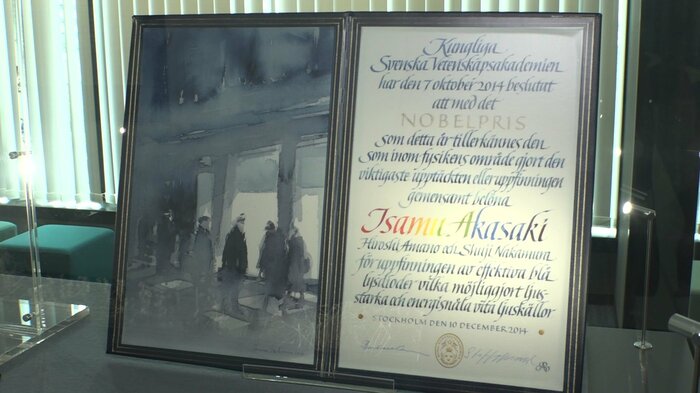 Kungliga
Svenska Vetenskapsakademien
har den 7 oktober 2014 beslutat
att med det
NOBELPRIS
som detta år tillerkännes den
som inom fysikens område gjort den
viktigaste upptäckten eller uppfinningen
gemensamt belöna
Isamu Akasaki
Hiroshi Amano och Shuji Nakamura
för uppfinningen av effektiva blå
lysdioder vilka möjliggjort ljus-
starka och energisnåla vita ljuskällor
STOCKHOLM DEN 10 DECEMBER 2014